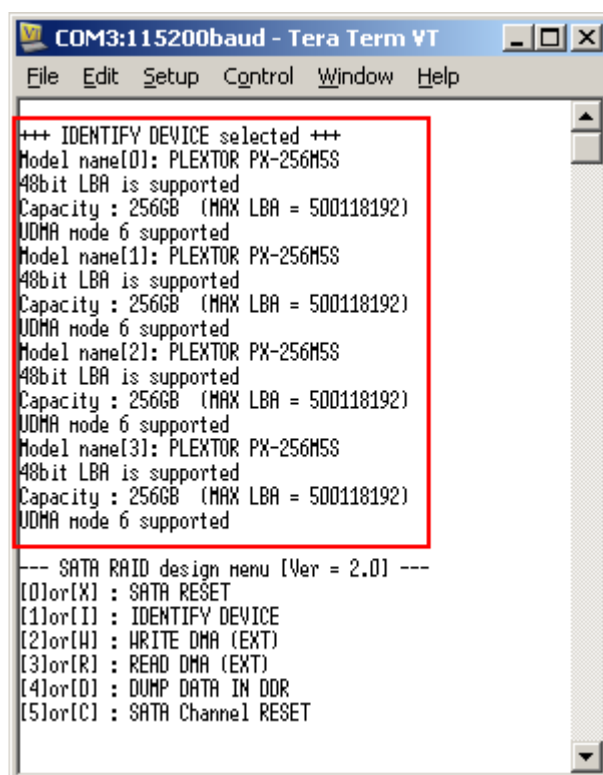 COM3:115200baud - Tera Term VT
File Edit Setup Control Window Help
+++ IDENTIFY DEVICE selected +++
Model name[0]: PLEXTOR PX-256M5S
48bit LBA is supported
Capacity : 256GB (MAX LBA = 500118192)
UDMA mode 6 supported
Model name[1]: PLEXTOR PX-256M5S
48bit LBA is supported
Capacity : 256GB (MAX LBA = 500118192)
UDMA mode 6 supported
Model name[2]: PLEXTOR PX-256M5S
48bit LBA is supported
Capacity : 256GB (MAX LBA = 500118192)
UDMA mode 6 supported
Model name[3]: PLEXTOR PX-256M5S
48bit LBA is supported
Capacity : 256GB (MAX LBA = 500118192)
UDMA mode 6 supported
--- SATA RAID design menu [Ver = 2.0] ---
[0]or[X] : SATA RESET
[1]or[I] : IDENTIFY DEVICE
[2]or[W] : WRITE DMA (EXT)
[3]or[R] : READ DMA (EXT)
[4]or[D] : DUMP DATA IN DDR
[5]or[C] : SATA Channel RESET